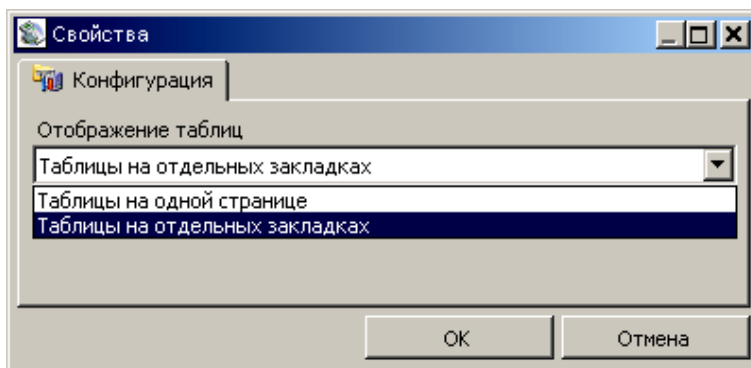 Свойства
Конфигурация
Отображение таблиц
Таблицы на отдельных закладках
Таблицы на одной странице
Таблицы на отдельных закладках
OK
Отмена